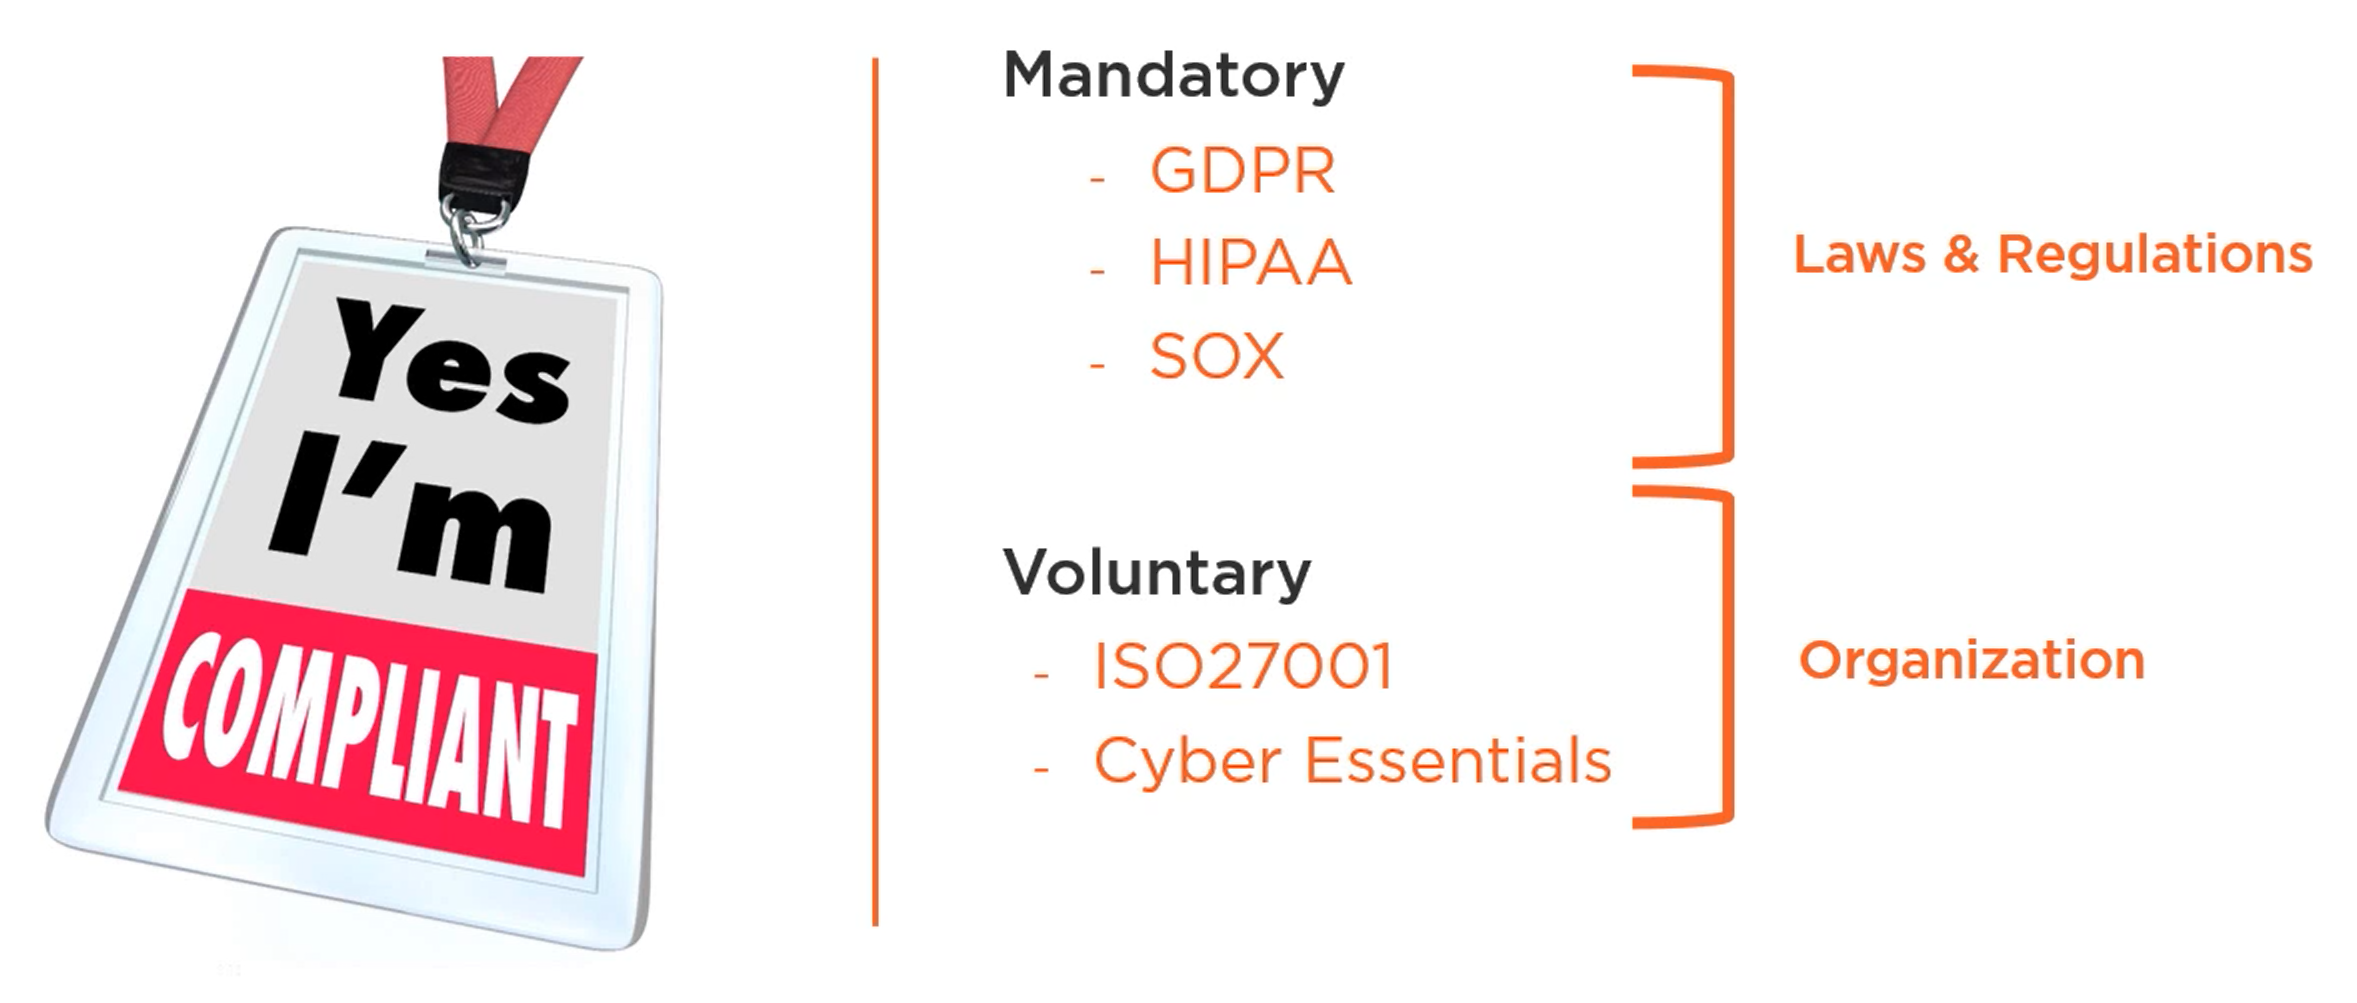 Yes
I'm
COMPLIANT
Mandatory
- GDPR
- HIPAA
- SOX
Laws & Regulations
Voluntary
- ISO27001
- Cyber Essentials
Organization